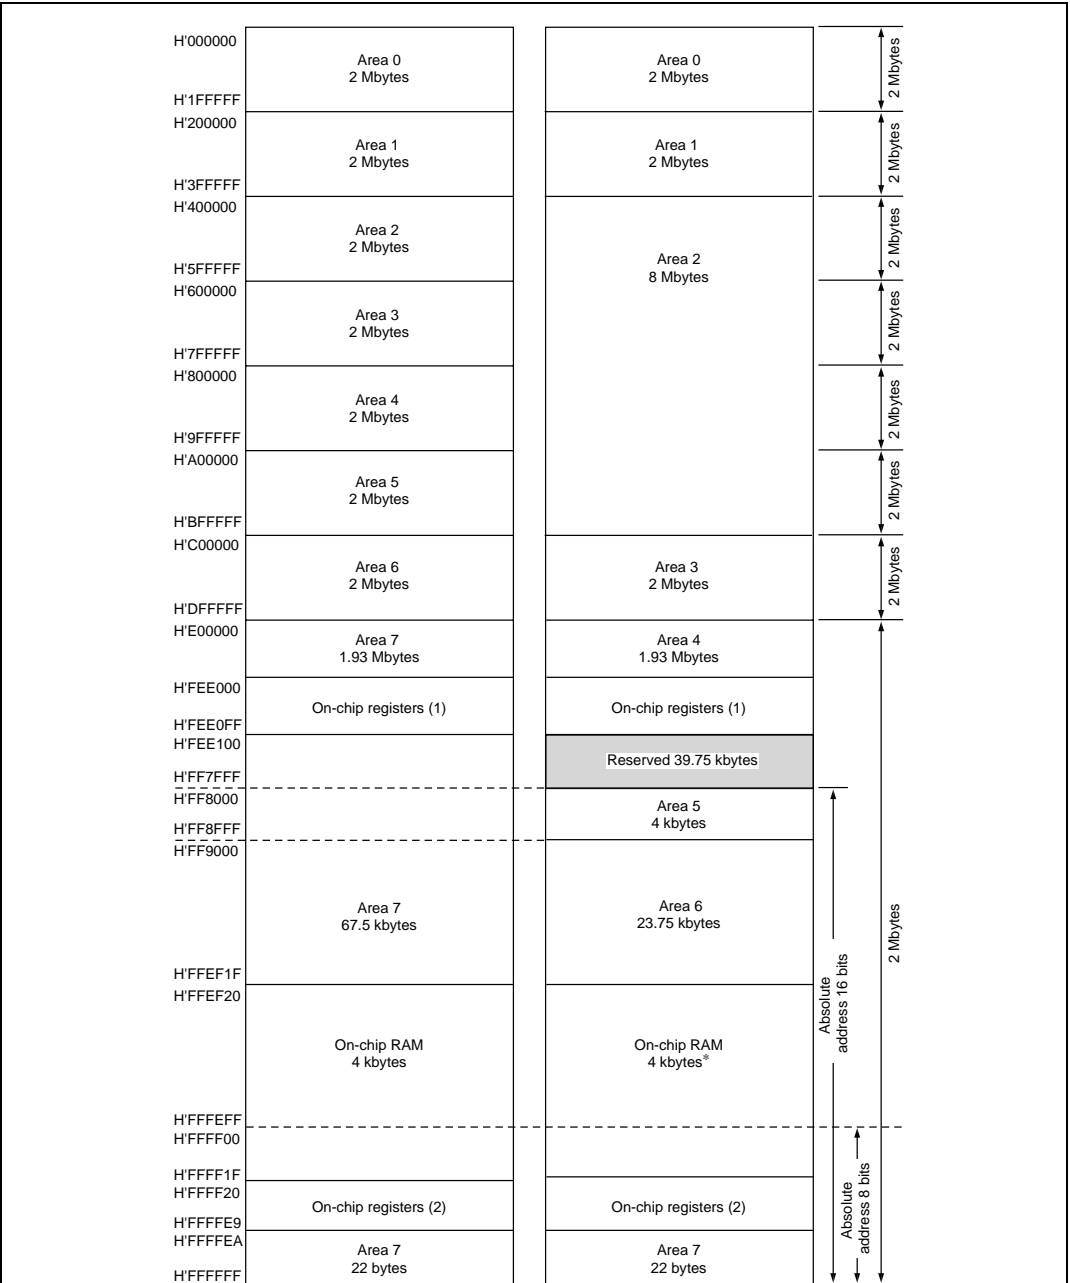 H'000000
H'1FFFFF
H'200000
H'3FFFFF
H'400000
H'5FFFFF
H'600000
H'7FFFFF
H'800000
H'9FFFFF
H'A00000
H'BFFFFF
H'C00000
H'DFFFFF
H'E00000
H'FEE000
H'FEE0FF
H'FEE100
H'FF7FFF
H'FF8000
H'FF8FFF
H'FF9000
H'FFEF1F
H'FFEF20
H'FFFEFF
H'FFFF00
H'FFFF1F
H'FFFF20
H'FFFFE9
H'FFFFEA
H'FFFFFF
Area 0
2 Mbytes
Area 1
2 Mbytes
Area 2
2 Mbytes
Area 3
2 Mbytes
Area 4
2 Mbytes
Area 5
2 Mbytes
Area 6
2 Mbytes
Area 7
1.93 Mbytes
On-chip registers (1)
Area 7
67.5 kbytes
On-chip RAM
4 kbytes
On-chip registers (2)
Area 7
22 bytes
Area 0
2 Mbytes
Area 1
2 Mbytes
Area 2
8 Mbytes
Area 3
2 Mbytes
Area 4
1.93 Mbytes
On-chip registers (1)
Reserved 39.75 kbytes
Area 5
4 kbytes
Area 6
23.75 kbytes
On-chip RAM
4 kbytes*
On-chip registers (2)
Area 7
22 bytes
2 Mbytes
2 Mbytes
2 Mbytes
2 Mbytes
2 Mbytes
2 Mbytes
2 Mbytes
2 Mbytes
Absolute
address 16 bits
Absolute
address 8 bits